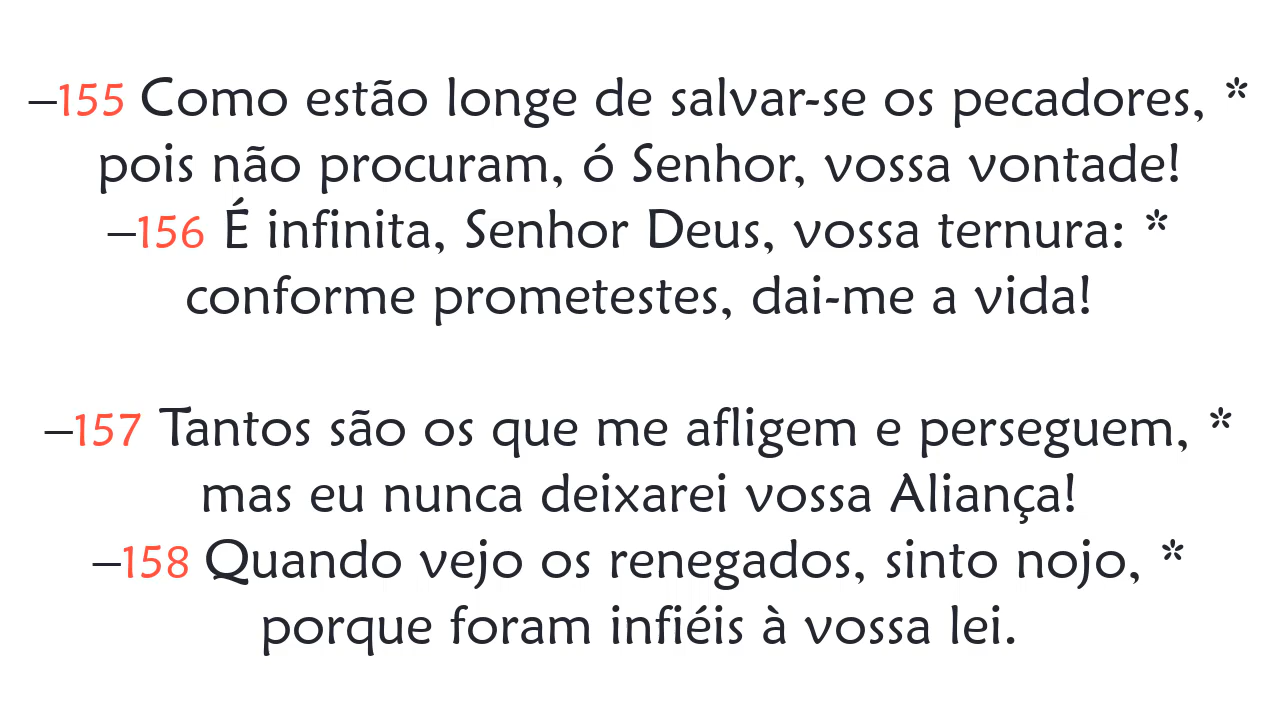 –155 Como estão longe de salvar-se os pecadores, *
pois não procuram, ó Senhor, vossa vontade!
–156 É infinita, Senhor Deus, vossa ternura: *
conforme prometestes, dai-me a vida!
–157 Tantos são os que me afligem e perseguem, *
mas eu nunca deixarei vossa Aliança!
–158 Quando vejo os renegados, sinto nojo, *
porque foram infiéis à vossa lei.